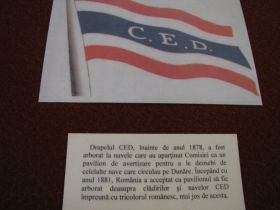 C.E.D.
Drapelul CED, înainte de anul 1878, a fost
arborat la navele care au aparținut Comisiei ca un
pavilion de avertizare pentru a le deosebi de
celelalte nave care circulau pe Dunăre. Începând cu
anul 1881, România a acceptat ca pavilionul să fie
arborat deasupra clădirilor și navelor CED
împreună cu tricolorul românesc, mai jos de acesta.